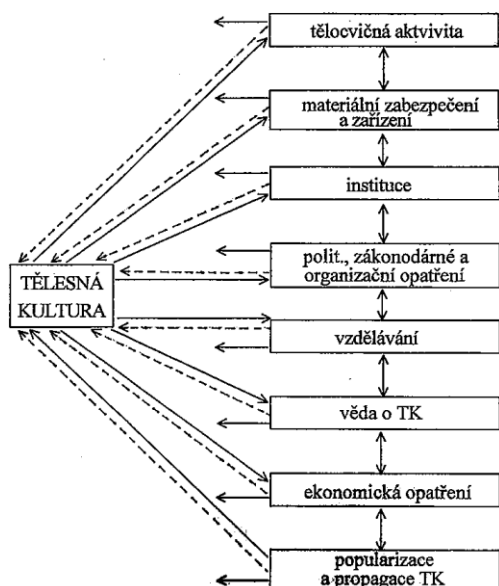 tělocvičná aktvivita
materiální zabezpečení
a zařízení
instituce
polit., zákonodárné a
organizační opatření
TĚLESNÁ
KULTURA
vzdělávání
věda o TK
ekonomická opatření
popularizace
a propagace TK